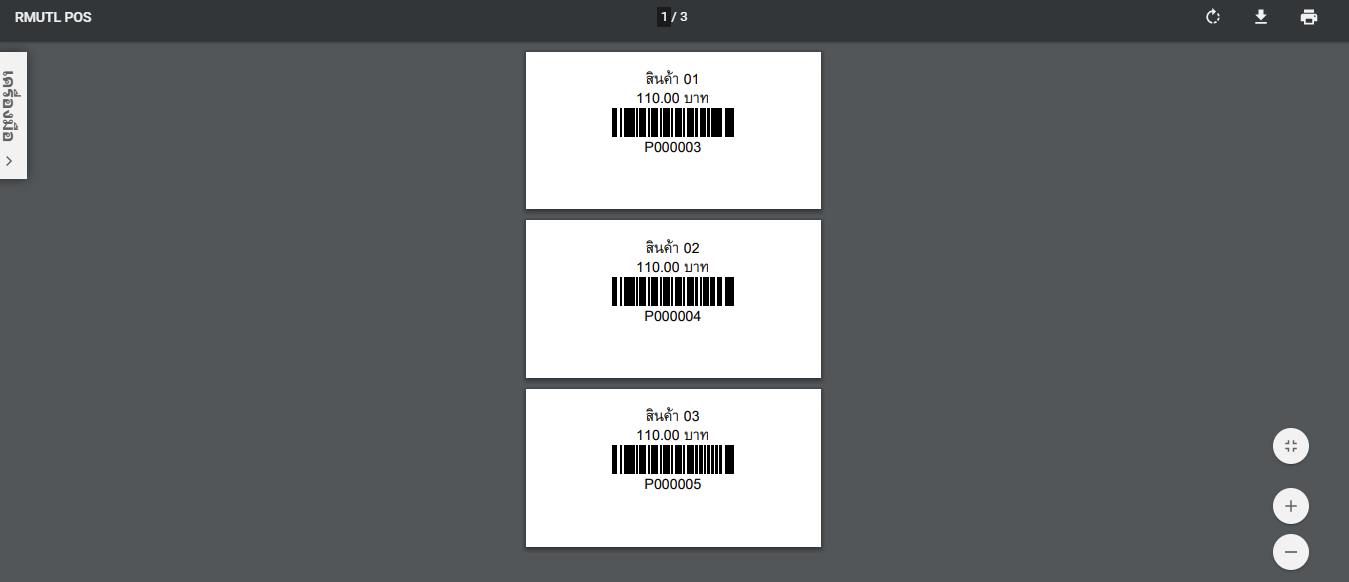 RMUTL POS
1 / 3
เครื่องมือ
สินค้า 01
110.00 บาท
P000003
สินค้า 02
110.00 บาท
P000004
สินค้า 03
110.00 บาท
P000005